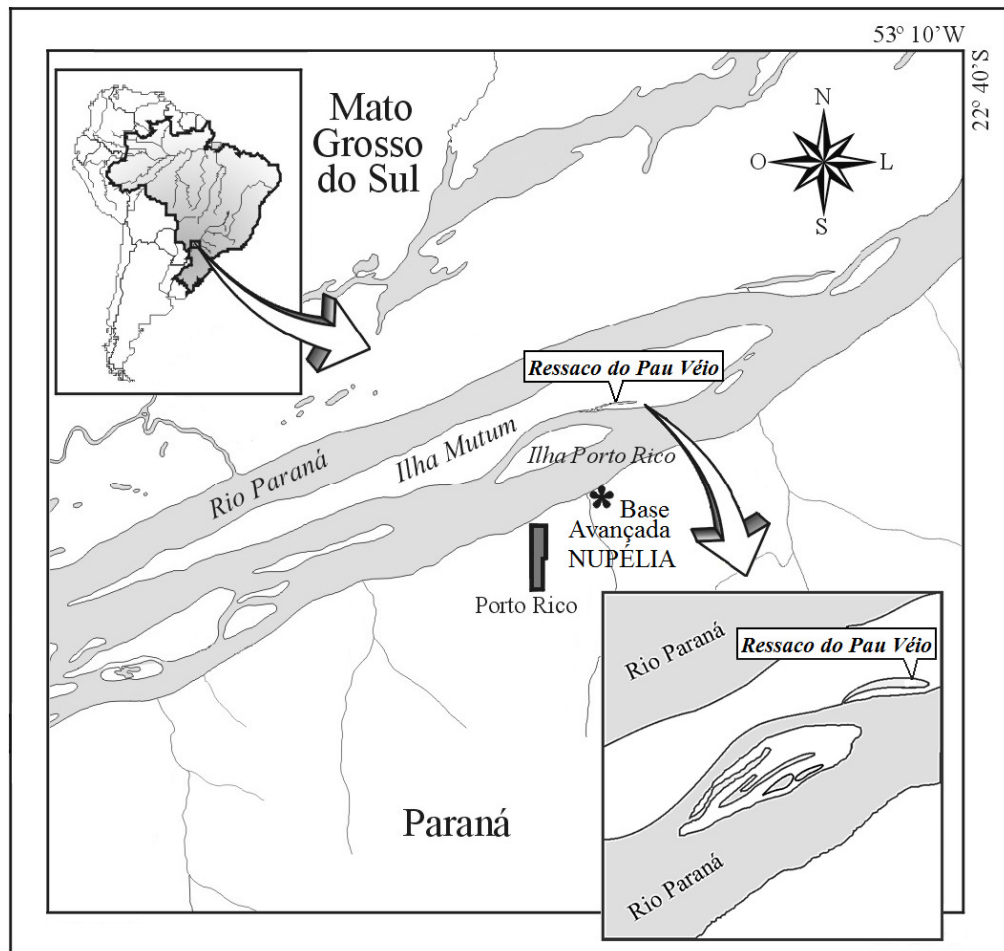 53º 10'W
22º 40'S
Mato
Grosso
do Sul
N
O
L
S
Ressaco do Pau Véio
Rio Paraná
Ilha Mutum
Ilha Porto Rico
Base
Avançada
NUPÉLIA
Porto Rico
Paraná
Rio Paraná
Ressaco do Pau Véio
Rio Paraná